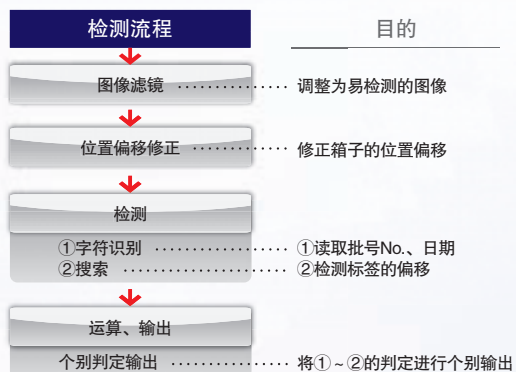 检测流程 目的
图像滤镜 ·············· 调整为易检测的图像
位置偏移修正 ············ 修正箱子的位置偏移
检测
①字符识别 ················· ①读取批号No.、日期
②搜索 ····················· ②检测标签的偏移
运算、输出
个别判定输出 ··············· 将①~②的判定进行个别输出